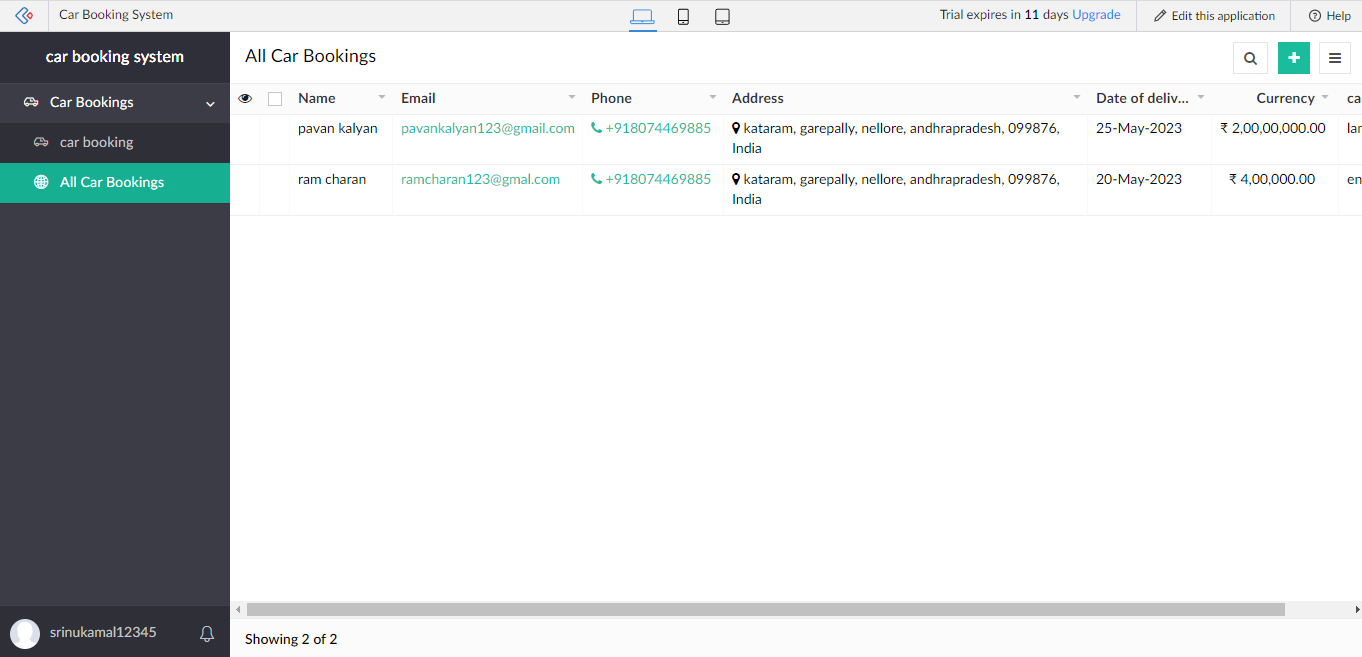 Car Booking System
Trial expires in 11 days Upgrade
Edit this application
Help
car booking system
Car Bookings
car booking
All Car Bookings
srinukamal12345
All Car Bookings
Name Email Phone Address Date of deliv... Currency ca
pavan kalyan pavankalyan123@gmail.com +918074469885 kataram, garepally, nellore, andhrapradesh, 099876, 25-May-2023 ₹ 2,00,00,000.00 lar
India
ram charan ramcharan123@gmal.com +918074469885 kataram, garepally, nellore, andhrapradesh, 099876, 20-May-2023 ₹ 4,00,000.00 en
India
Showing 2 of 2